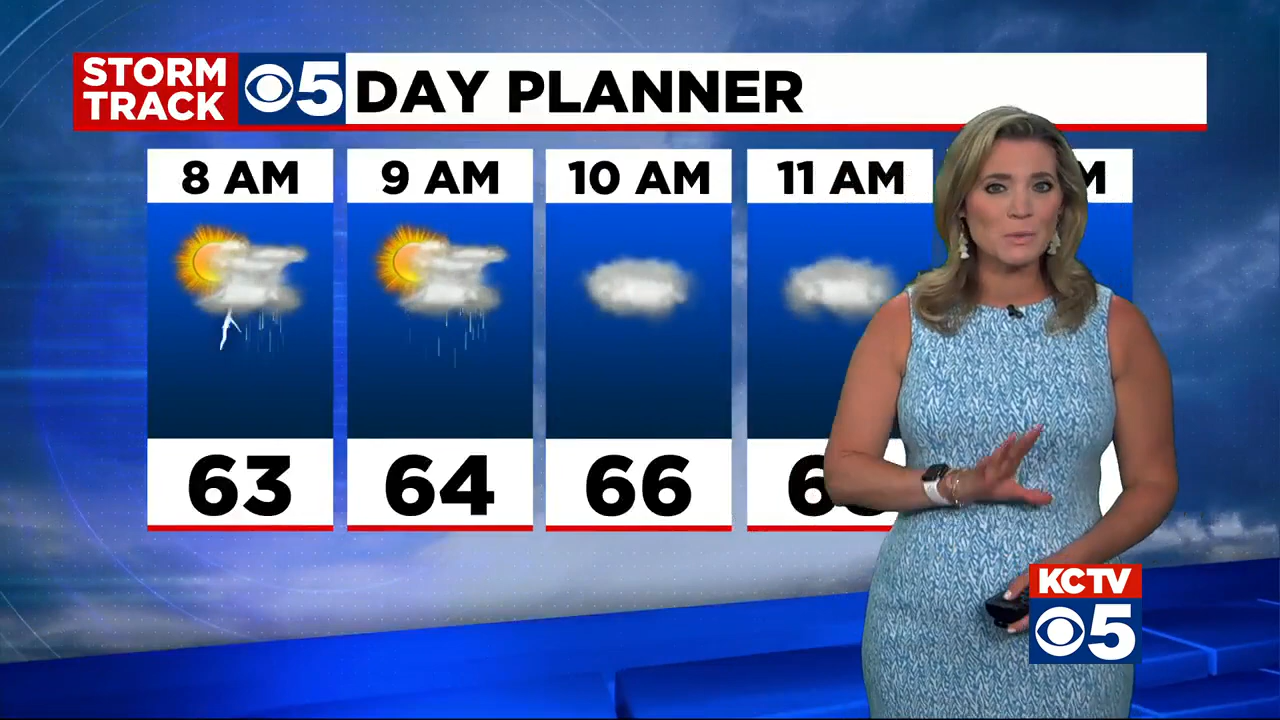 STORM
TRACK
5 DAY PLANNER
8 AM
9 AM
10 AM
11 AM
63
64
66
KCTV
5